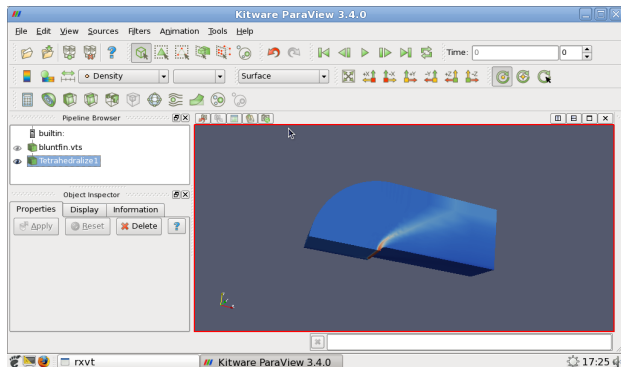 Kitware ParaView 3.4.0
File Edit View Sources Filters Animation Tools Help
Time: 0 0
Density Surface
Pipeline Browser
builtin:
bluntfin.vts
Tetrahedralize1
Object Inspector
Properties Display Information
Apply Reset Delete ?
rxvt Kitware ParaView 3.4.0 17:25